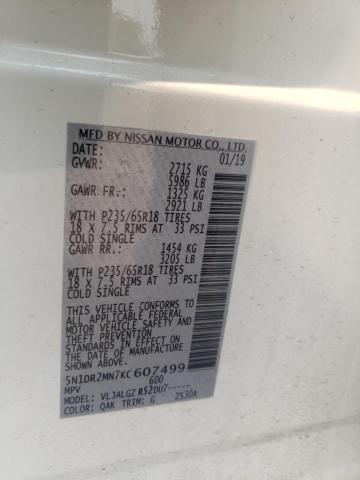 MFD BY NISSAN MOTOR CO., LTD.
DATE: 01/19
GVWR: 2715 KG
5986 LB
GAWR FR.: 1325 KG
2921 LB
WITH P235/65R18 TIRES
18 X 7.5 RIMS AT 33 PSI
COLD SINGLE
GAWR RR.: 1454 KG
3205 LB
WITH P235/65R18 TIRES
18 X 7.5 RIMS AT 33 PSI
COLD SINGLE
THIS VEHICLE CONFORMS TO
ALL APPLICABLE FEDERAL
MOTOR VEHICLE SAFETY AND
THEFT PREVENTION
STANDARDS IN EFFECT ON
THE DATE OF MANUFACTURE
SHOWN ABOVE.
5N1DR2MN7KC607499
MPV 600
MODEL: VLJALGZ R52DU7-----
COLOR: QAK TRIM: G ZS30A